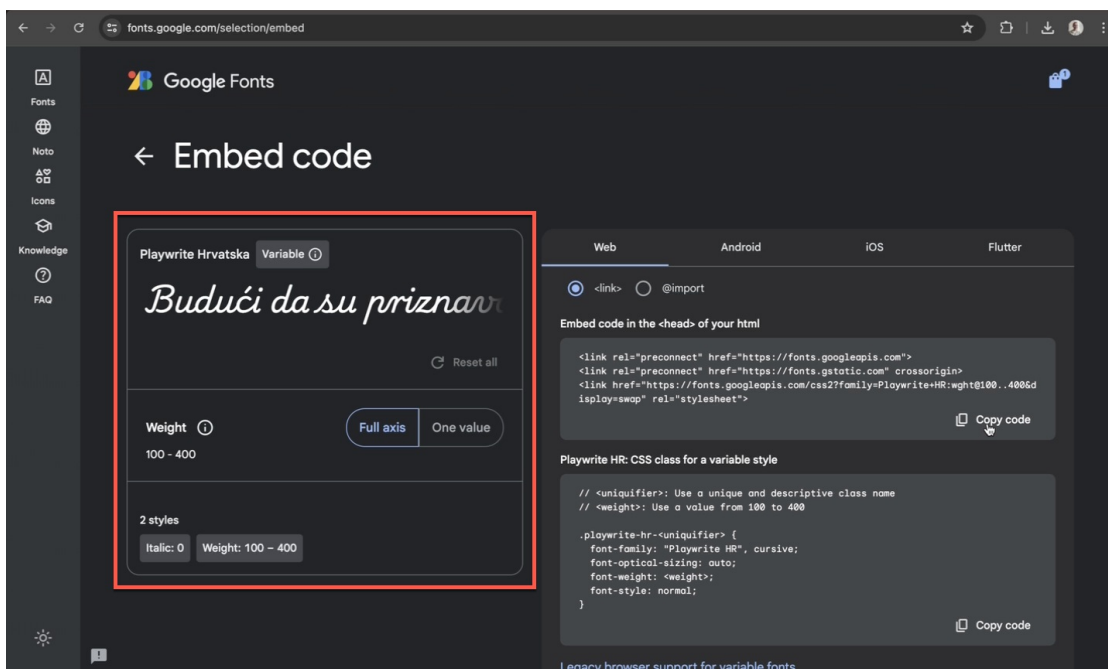 fonts.google.com/selection/embed
Fonts
Noto
Icons
Knowledge
FAQ
Google Fonts
1
Embed code
Playwrite Hrvatska Variable
Budući da su
Reset all
Weight
Full axis One value
100 - 400
2 styles
Italic: 0 Weight: 100 – 400
Web Android iOS Flutter
<link> @import
Embed code in the <head> of your html
<link rel="preconnect" href="https://fonts.googleapis.com">
<link rel="preconnect" href="https://fonts.gstatic.com" crossorigin>
<link href="https://fonts.googleapis.com/css2?family=Playwrite+HR:wght@100..400&d
isplay=swap" rel="stylesheet">
Copy code
Playwrite HR: CSS class for a variable style
// <uniquifier>: Use a unique and descriptive class name
// <weight>: Use a value from 100 to 400
.playwrite-hr-<uniquifier> {
font-family: "Playwrite HR", cursive;
font-optical-sizing: auto;
font-weight: <weight>;
font-style: normal;
}
Copy code
Legacy browser support for variable fonts